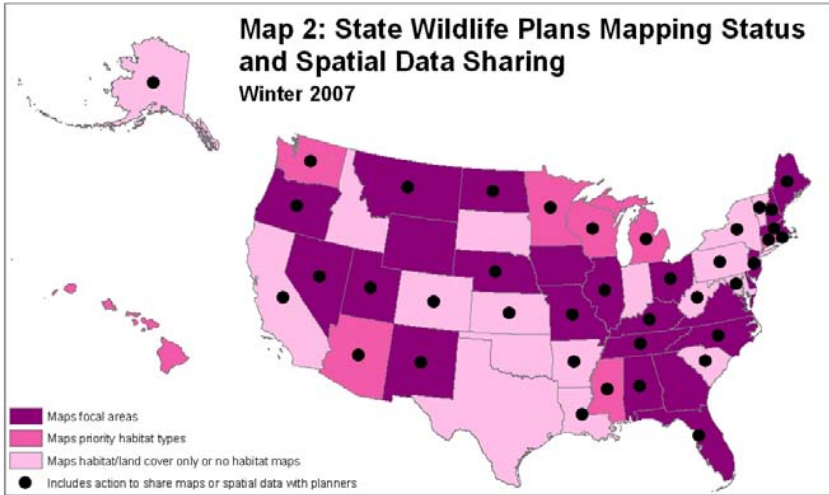 Map 2: State Wildlife Plans Mapping Status
and Spatial Data Sharing
Winter 2007
Maps focal areas
Maps priority habitat types
Maps habitat/land cover only or no habitat maps
Includes action to share maps or spatial data with planners